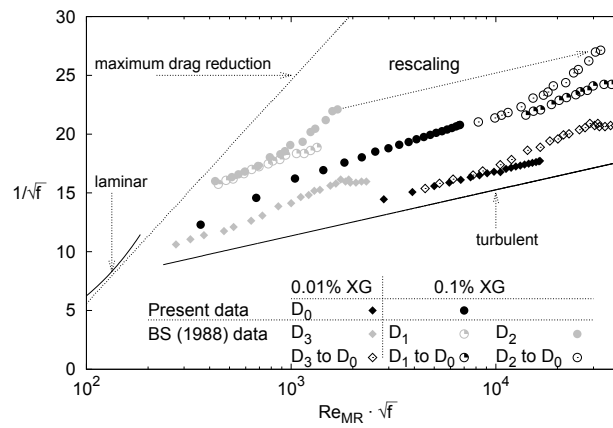 30
25
20
15
10
5
0
1/√f
maximum drag reduction
rescaling
laminar
turbulent
0.01% XG 0.1% XG
Present data D₀
BS (1988) data D₃ D₁ D₂
D₃ to D₀ D₁ to D₀ D₂ to D₀
10² 10³ 10⁴
Re_MR · √f